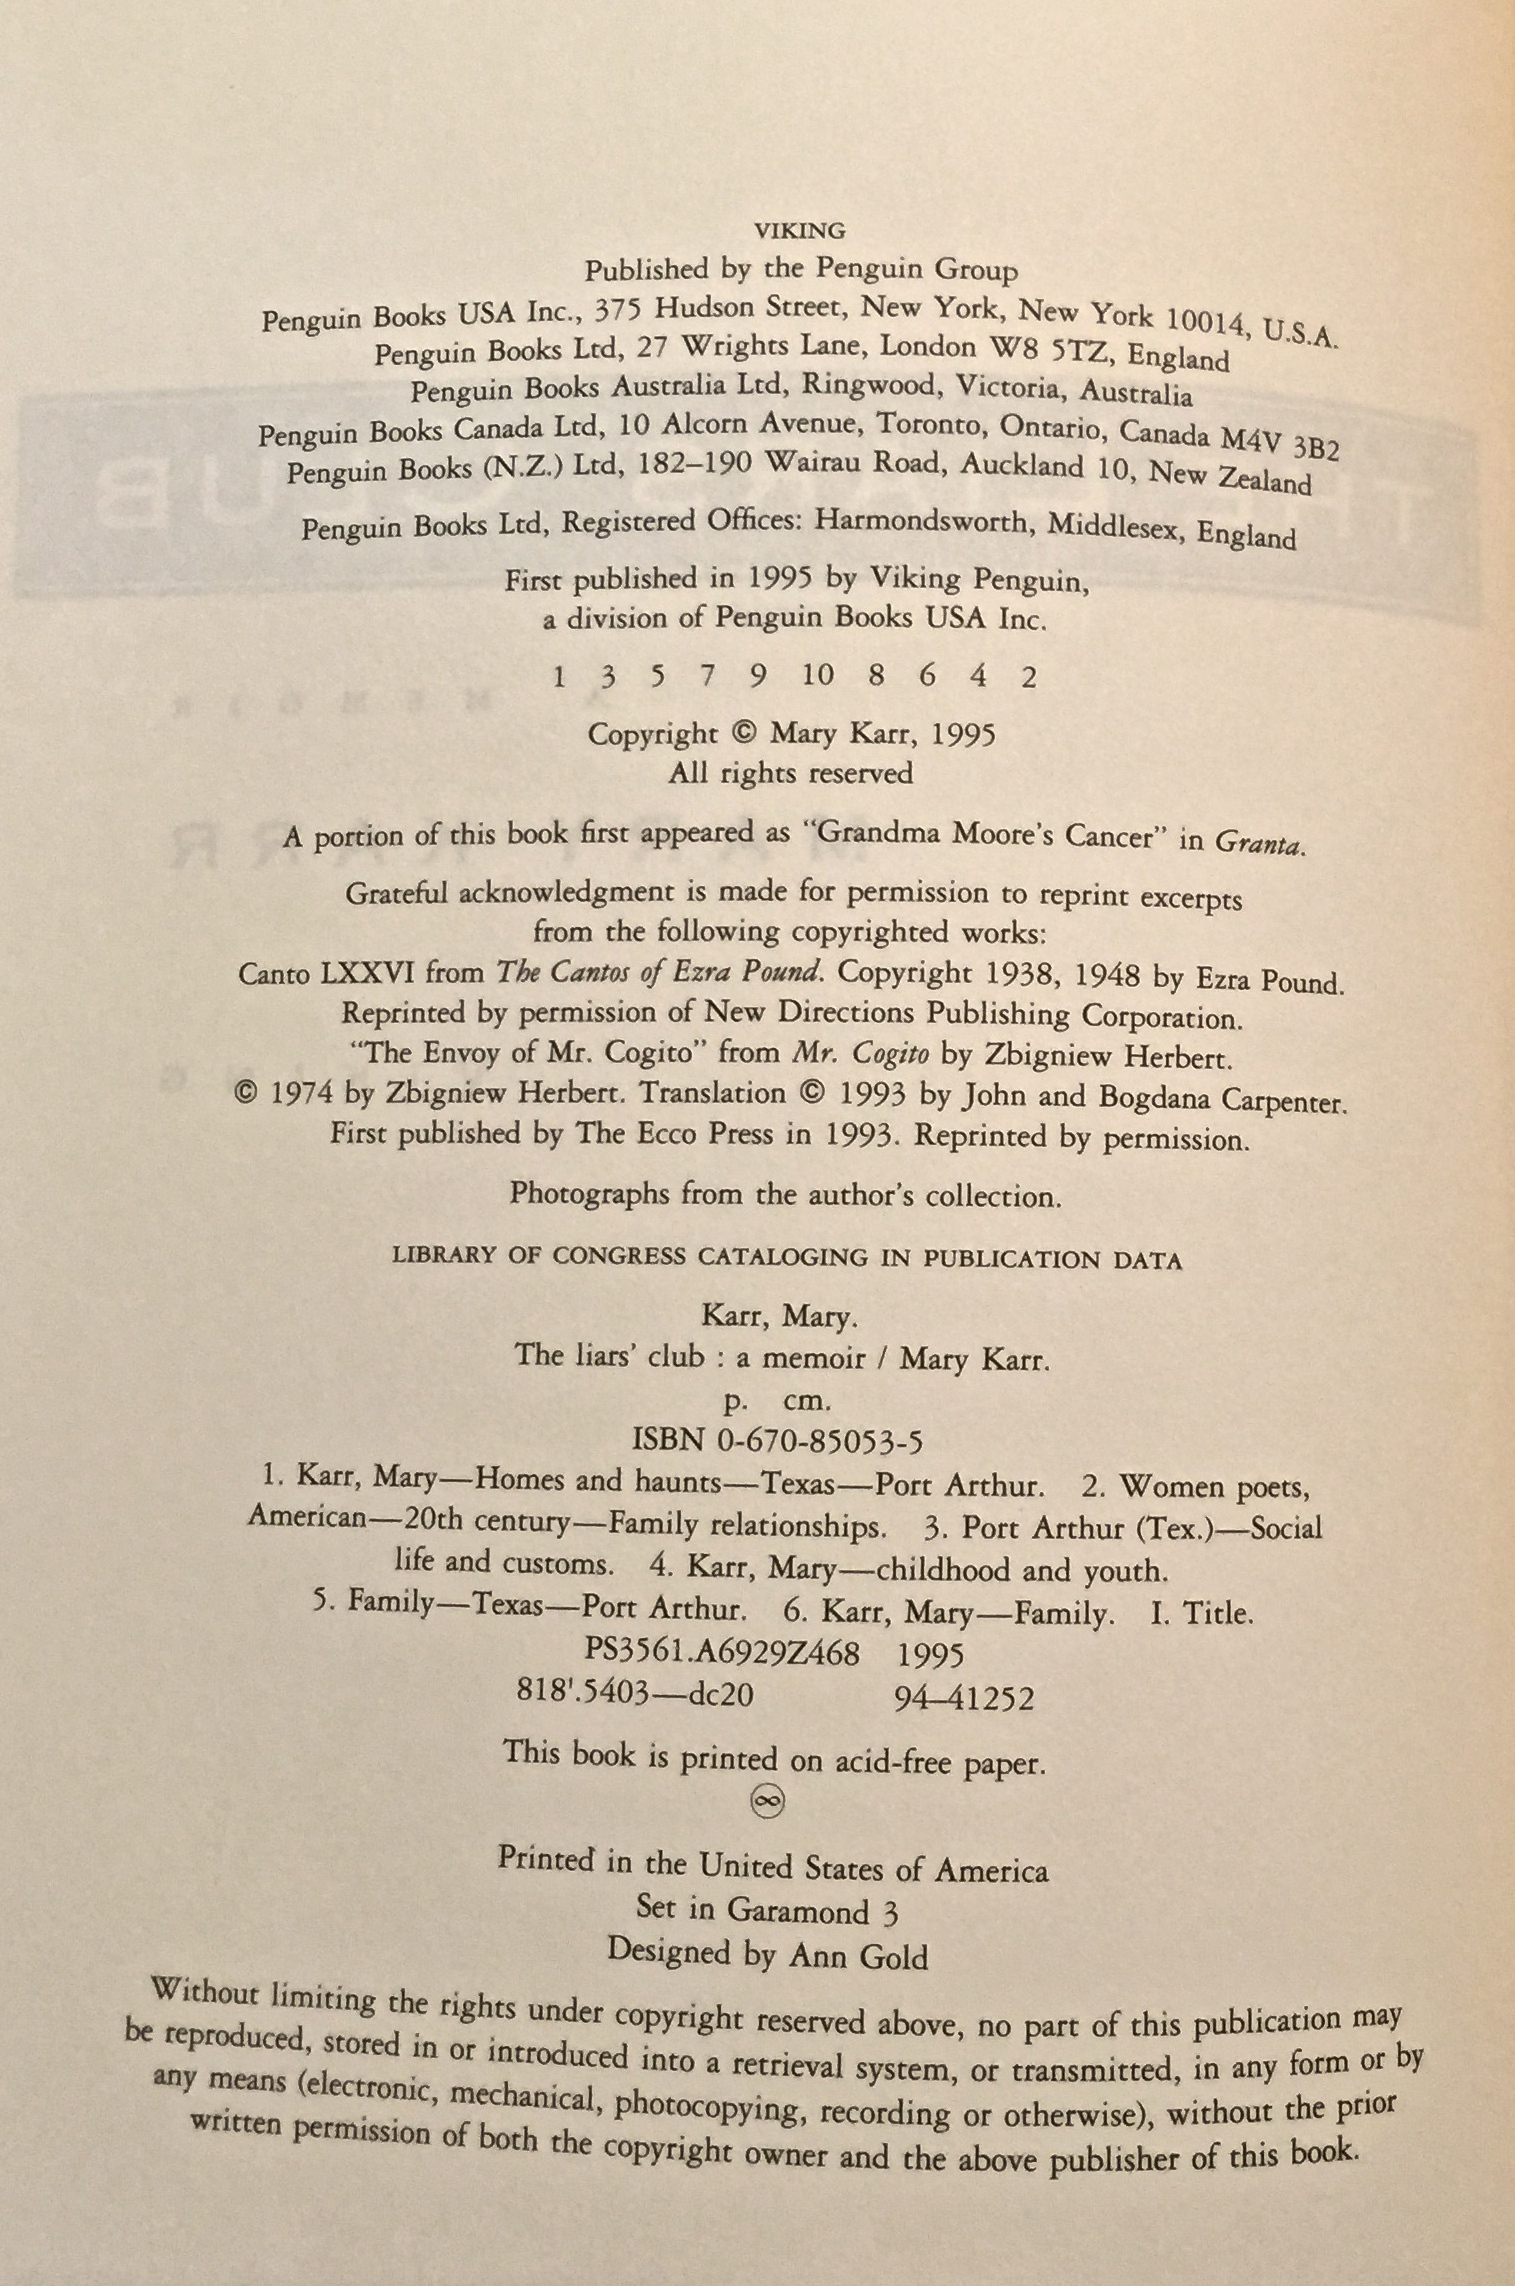 VIKING
Published by the Penguin Group
Penguin Books USA Inc., 375 Hudson Street, New York, New York 10014, U.S.A.
Penguin Books Ltd, 27 Wrights Lane, London W8 5TZ, England
Penguin Books Australia Ltd, Ringwood, Victoria, Australia
Penguin Books Canada Ltd, 10 Alcorn Avenue, Toronto, Ontario, Canada M4V 3B2
Penguin Books (N.Z.) Ltd, 182–190 Wairau Road, Auckland 10, New Zealand
Penguin Books Ltd, Registered Offices: Harmondsworth, Middlesex, England
First published in 1995 by Viking Penguin,
a division of Penguin Books USA Inc.
1 3 5 7 9 10 8 6 4 2
Copyright © Mary Karr, 1995
All rights reserved
A portion of this book first appeared as “Grandma Moore’s Cancer” in Granta.
Grateful acknowledgment is made for permission to reprint excerpts
from the following copyrighted works:
Canto LXXVI from The Cantos of Ezra Pound. Copyright 1938, 1948 by Ezra Pound.
Reprinted by permission of New Directions Publishing Corporation.
“The Envoy of Mr. Cogito” from Mr. Cogito by Zbigniew Herbert.
© 1974 by Zbigniew Herbert. Translation © 1993 by John and Bogdana Carpenter.
First published by The Ecco Press in 1993. Reprinted by permission.
Photographs from the author’s collection.
LIBRARY OF CONGRESS CATALOGING IN PUBLICATION DATA
Karr, Mary.
The liars’ club : a memoir / Mary Karr.
p. cm.
ISBN 0-670-85053-5
1. Karr, Mary—Homes and haunts—Texas—Port Arthur. 2. Women poets,
American—20th century—Family relationships. 3. Port Arthur (Tex.)—Social
life and customs. 4. Karr, Mary—childhood and youth.
5. Family—Texas—Port Arthur. 6. Karr, Mary—Family. I. Title.
PS3561.A6929Z468 1995
818'.5403—dc20 94–41252
This book is printed on acid-free paper.
∞
Printed in the United States of America
Set in Garamond 3
Designed by Ann Gold
Without limiting the rights under copyright reserved above, no part of this publication may
be reproduced, stored in or introduced into a retrieval system, or transmitted, in any form or by
any means (electronic, mechanical, photocopying, recording or otherwise), without the prior
written permission of both the copyright owner and the above publisher of this book.